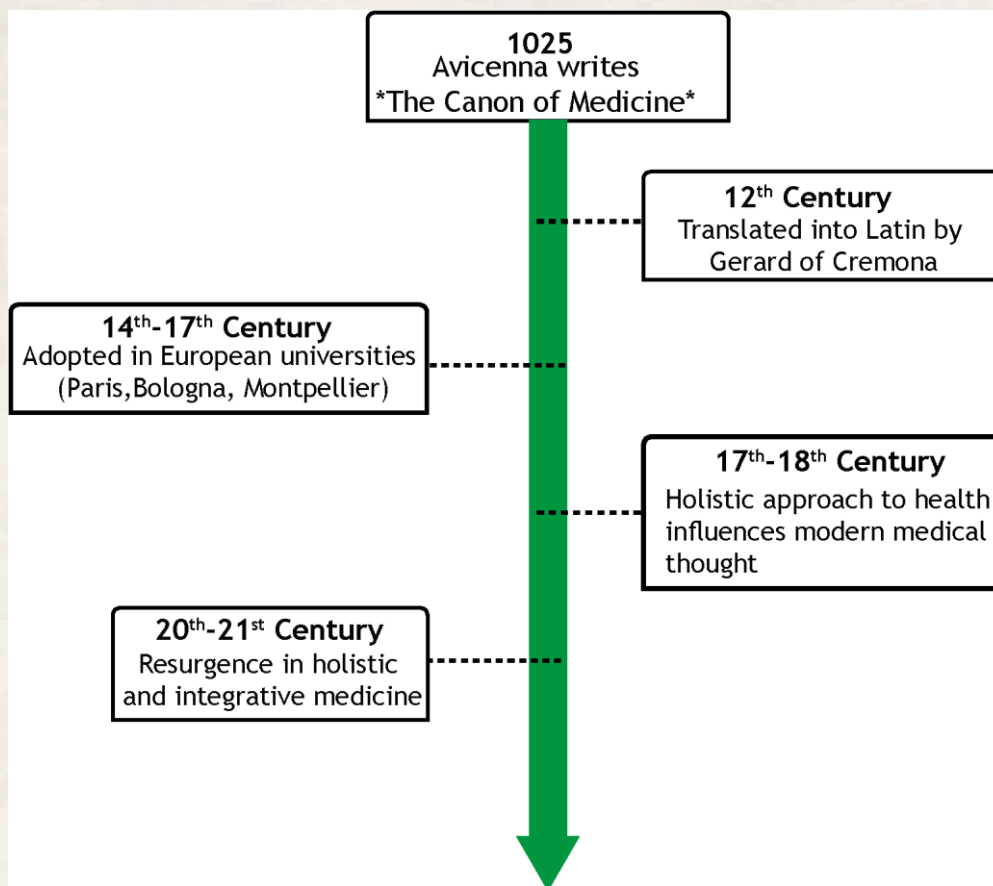 1025
Avicenna writes
*The Canon of Medicine*
12th Century
Translated into Latin by
Gerard of Cremona
14th-17th Century
Adopted in European universities
(Paris,Bologna, Montpellier)
17th-18th Century
Holistic approach to health
influences modern medical
thought
20th-21st Century
Resurgence in holistic
and integrative medicine